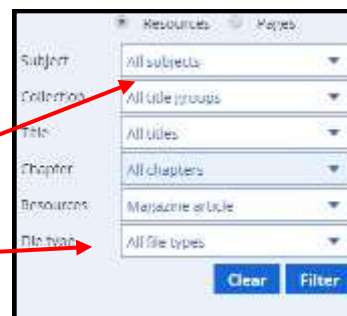 Resources Pages
Subject All subjects
Collection All title groups
Title All titles
Chapter All chapters
Resources Magazine article
File type All file types
Clear Filter